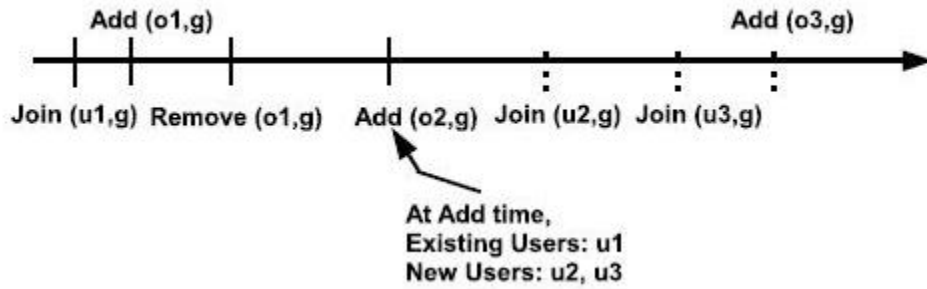 Add (o1,g) Add (o3,g)
Join (u1,g) Remove (o1,g) Add (o2,g) Join (u2,g) Join (u3,g)
At Add time,
Existing Users: u1
New Users: u2, u3